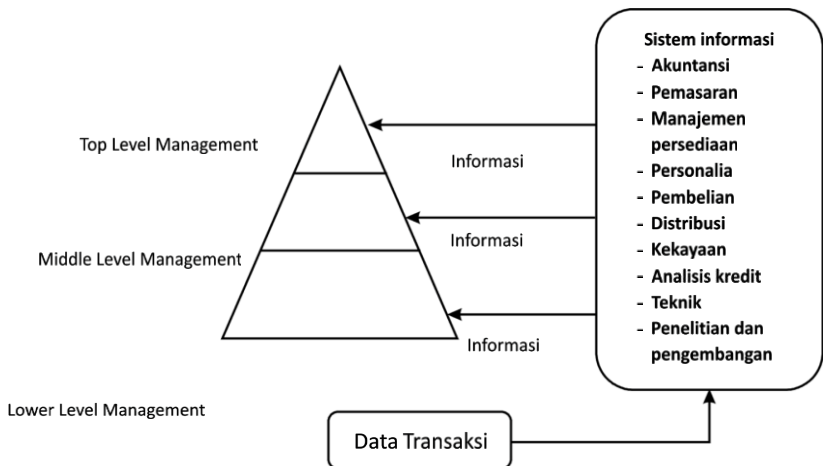 Top Level Management
Middle Level Management
Lower Level Management
Informasi
Informasi
Informasi
Sistem informasi
- Akuntansi
- Pemasaran
- Manajemen
persediaan
- Personalia
- Pembelian
- Distribusi
- Kekayaan
- Analisis kredit
- Teknik
- Penelitian dan
pengembangan
Data Transaksi